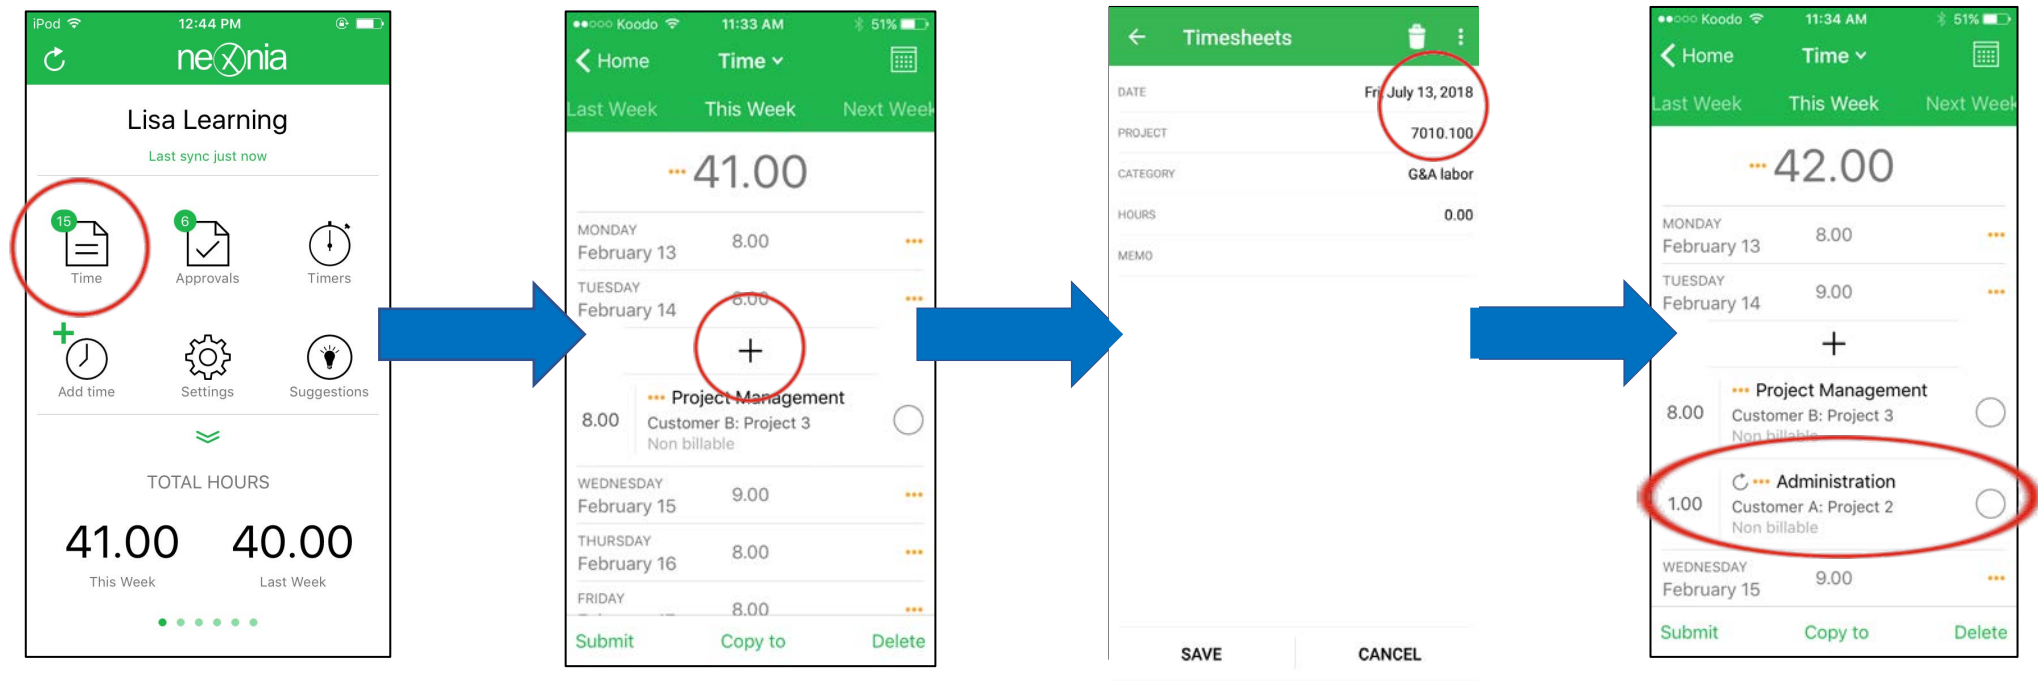 iPod 12:44 PM
nexonia
Lisa Learning
Last sync just now
15 6
Time Approvals Timers
Add time Settings Suggestions
TOTAL HOURS
41.00 40.00
This Week Last Week
Koodo 11:33 AM 51%
Home Time
Last Week This Week Next Week
41.00
MONDAY
February 13 8.00
TUESDAY
February 14 8.00
+
Project Management
8.00 Customer B: Project 3
Non billable
WEDNESDAY
February 15 9.00
THURSDAY
February 16 8.00
FRIDAY
8.00
Submit Copy to Delete
Timesheets
DATE Fri, July 13, 2018
PROJECT 7010.100
CATEGORY G&A labor
HOURS 0.00
MEMO
SAVE CANCEL
Koodo 11:34 AM 51%
Home Time
Last Week This Week Next Week
42.00
MONDAY
February 13 8.00
TUESDAY
February 14 9.00
+
Project Management
8.00 Customer B: Project 3
Non billable
Administration
1.00 Customer A: Project 2
Non billable
WEDNESDAY
February 15 9.00
Submit Copy to Delete